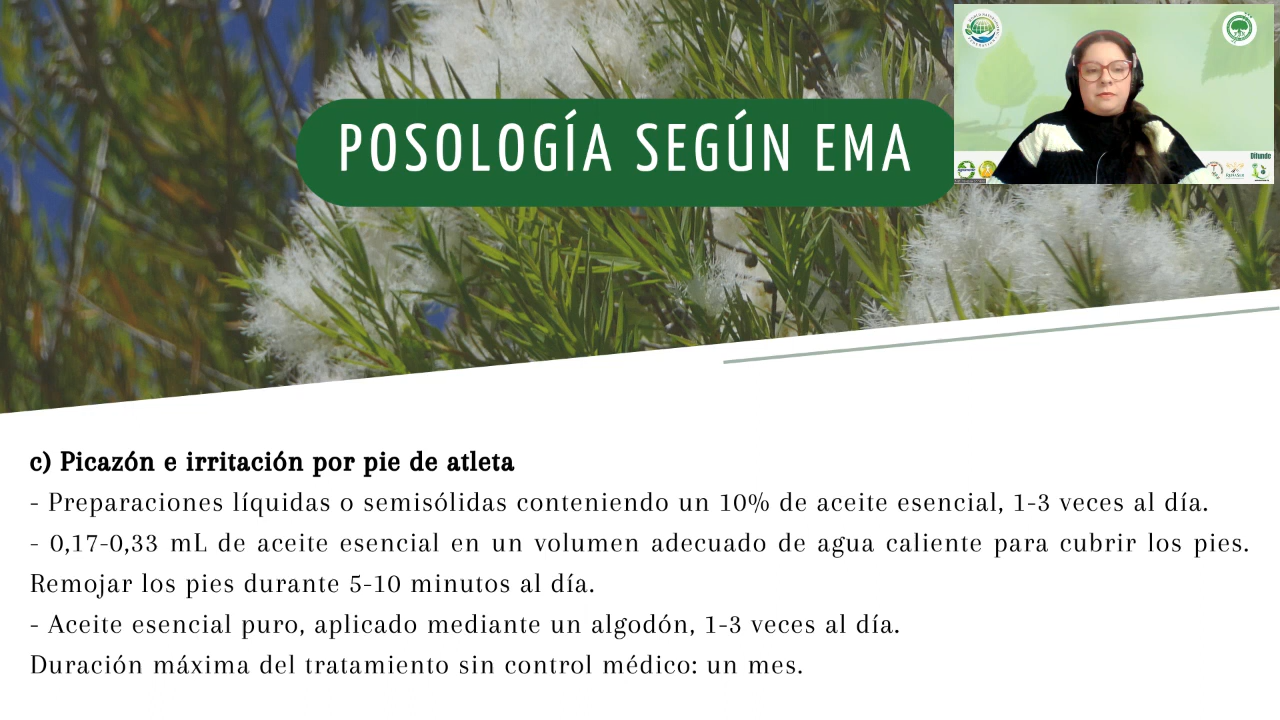 POSOLOGÍA SEGÚN EMA
Difunde
c) Picazón e irritación por pie de atleta
- Preparaciones líquidas o semisólidas conteniendo un 10% de aceite esencial, 1-3 veces al día.
- 0,17-0,33 mL de aceite esencial en un volumen adecuado de agua caliente para cubrir los pies.
Remojar los pies durante 5-10 minutos al día.
- Aceite esencial puro, aplicado mediante un algodón, 1-3 veces al día.
Duración máxima del tratamiento sin control médico: un mes.